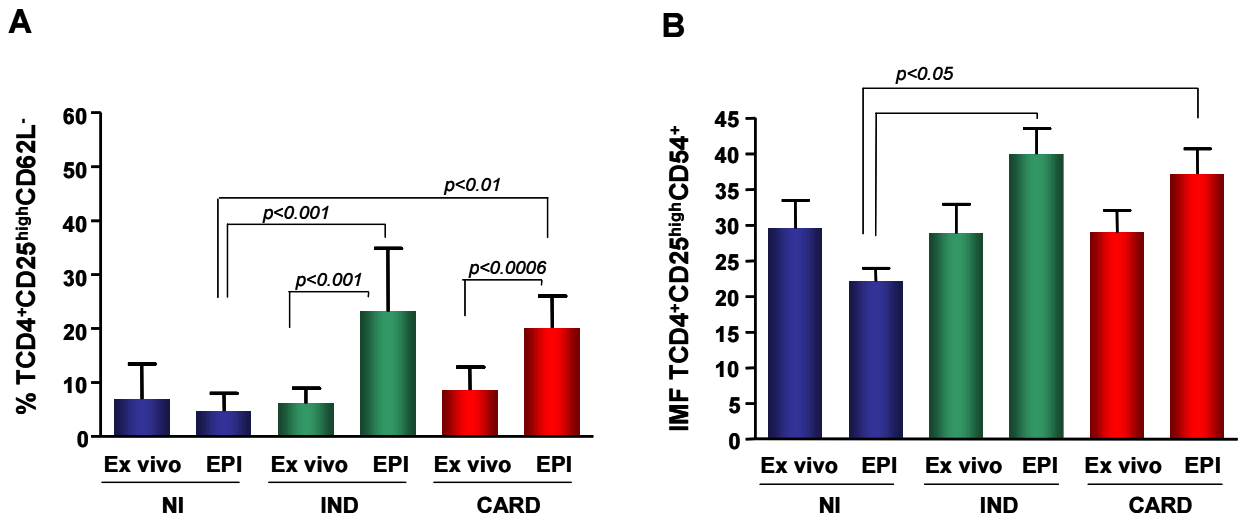 A
% TCD4⁺CD25ʰⁱᵍʰCD62L⁻
60
50
40
30
20
10
0
p<0.01
p<0.001
p<0.001
p<0.0006
Ex vivo EPI Ex vivo EPI Ex vivo EPI
NI IND CARD
B
IMF TCD4⁺CD25ʰⁱᵍʰCD54⁺
45
40
35
30
25
20
15
10
5
0
p<0.05
Ex vivo EPI Ex vivo EPI Ex vivo EPI
NI IND CARD